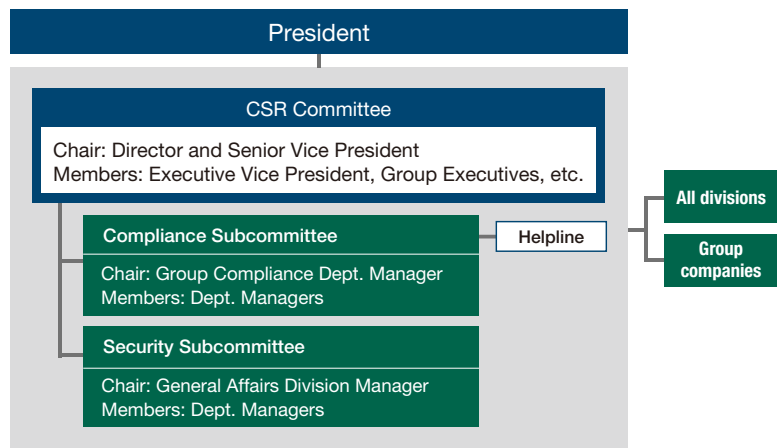 President
CSR Committee
Chair: Director and Senior Vice President
Members: Executive Vice President, Group Executives, etc.
Compliance Subcommittee
Helpline
Chair: Group Compliance Dept. Manager
Members: Dept. Managers
Security Subcommittee
Chair: General Affairs Division Manager
Members: Dept. Managers
All divisions
Group
companies